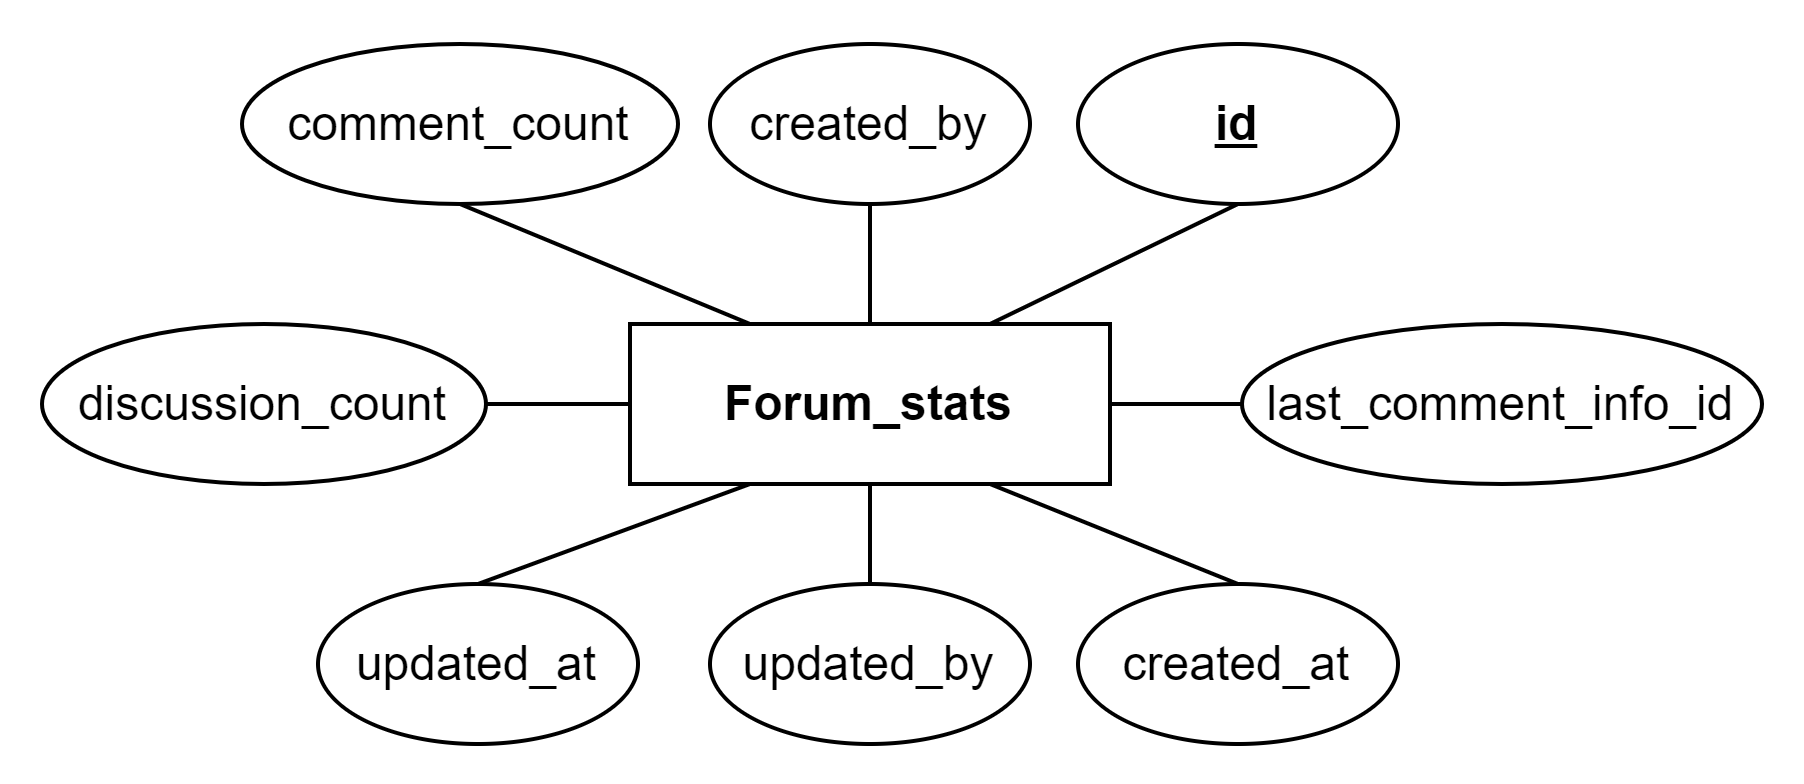 comment_count
created_by
id
discussion_count
Forum_stats
last_comment_info_id
updated_at
updated_by
created_at